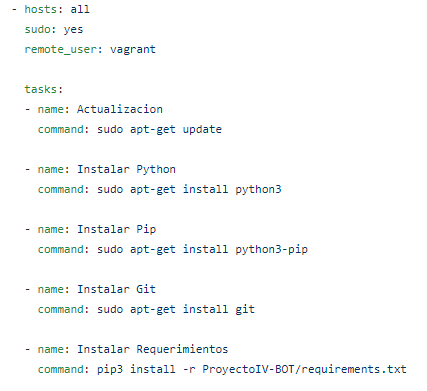 - hosts: all
  sudo: yes
  remote_user: vagrant

  tasks:
  - name: Actualizacion
    command: sudo apt-get update

  - name: Instalar Python
    command: sudo apt-get install python3

  - name: Instalar Pip
    command: sudo apt-get install python3-pip

  - name: Instalar Git
    command: sudo apt-get install git

  - name: Instalar Requerimientos
    command: pip3 install -r ProyectoIV-BOT/requirements.txt